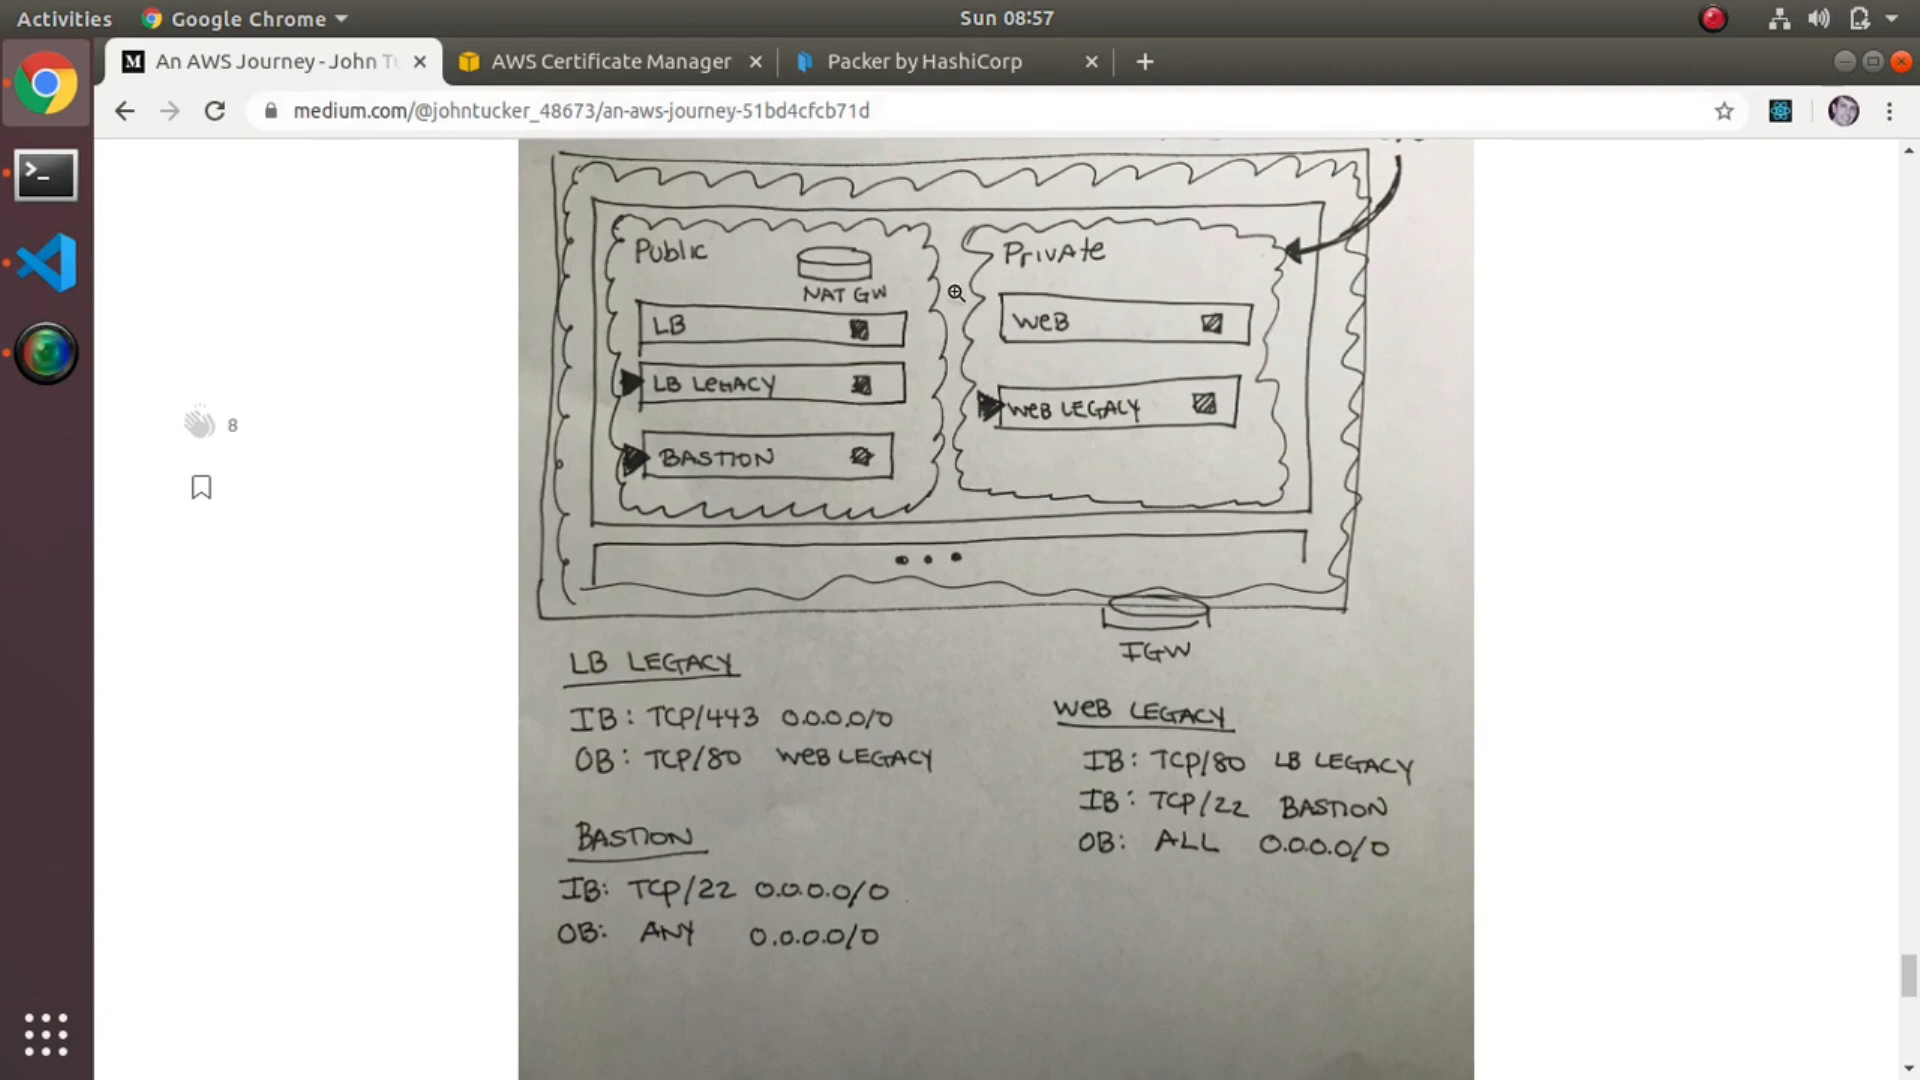 Activities Google Chrome Sun 08:57
An AWS Journey - John Tu AWS Certificate Manager Packer by HashiCorp
medium.com/@johntucker_48673/an-aws-journey-51bd4cfcb71d
Public
NAT GW
LB
LB LEGACY
BASTION
Private
WEB
WEB LEGACY
8
IGW
LB LEGACY
IB: TCP/443 0.0.0.0/0
OB: TCP/80 WEB LEGACY
BASTION
IB: TCP/22 0.0.0.0/0
OB: ANY 0.0.0.0/0
WEB LEGACY
IB: TCP/80 LB LEGACY
IB: TCP/22 BASTION
OB: ALL 0.0.0.0/0